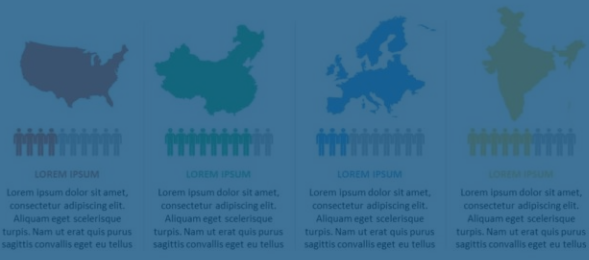 LOREM IPSUM
Lorem ipsum dolor sit amet,
consectetur adipiscing elit.
Aliquam eget scelerisque
turpis. Nam ut erat quis purus
sagittis convallis eget eu tellus
LOREM IPSUM
Lorem ipsum dolor sit amet,
consectetur adipiscing elit.
Aliquam eget scelerisque
turpis. Nam ut erat quis purus
sagittis convallis eget eu tellus
LOREM IPSUM
Lorem ipsum dolor sit amet,
consectetur adipiscing elit.
Aliquam eget scelerisque
turpis. Nam ut erat quis purus
sagittis convallis eget eu tellus
LOREM IPSUM
Lorem ipsum dolor sit amet,
consectetur adipiscing elit.
Aliquam eget scelerisque
turpis. Nam ut erat quis purus
sagittis convallis eget eu tellus